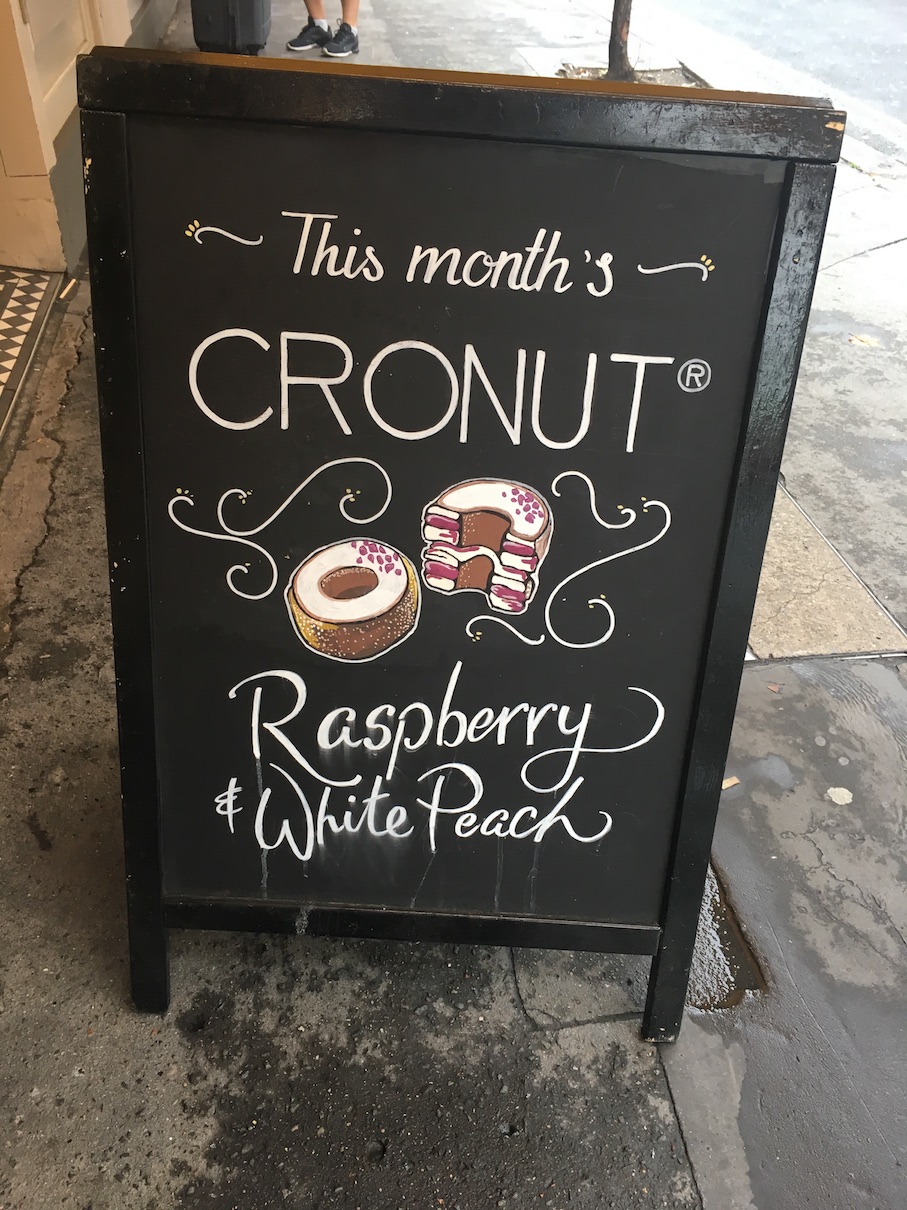 This month's
CRONUT®
Raspberry
& White Peach